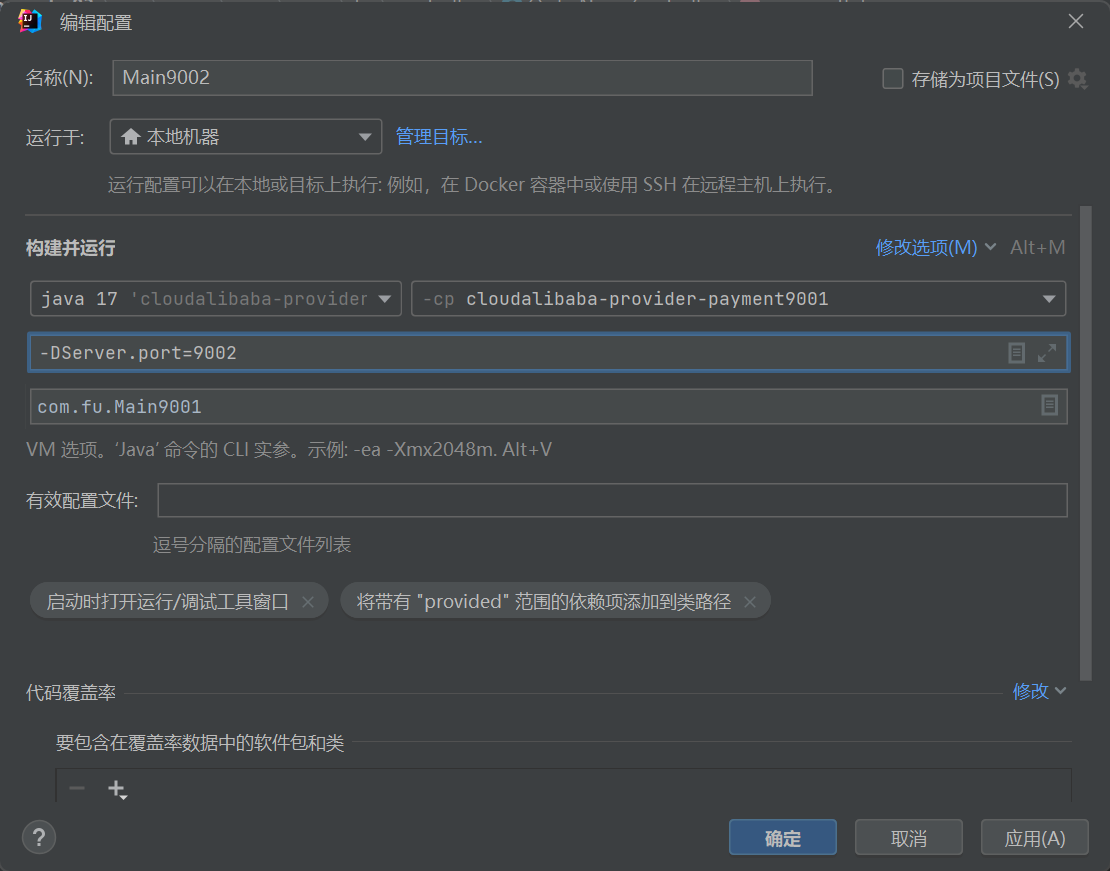 编辑配置
名称(N): Main9002 存储为项目文件(S)
运行于: 本地机器 管理目标...
运行配置可以在本地或目标上执行: 例如，在 Docker 容器中或使用 SSH 在远程主机上执行。
构建并运行 修改选项(M) Alt+M
java 17 'cloudalibaba-provider -cp cloudalibaba-provider-payment9001
-DServer.port=9002
com.fu.Main9001
VM 选项。‘Java’ 命令的 CLI 实参。示例: -ea -Xmx2048m. Alt+V
有效配置文件:
逗号分隔的配置文件列表
启动时打开运行/调试工具窗口 将带有 "provided" 范围的依赖项添加到类路径
代码覆盖率 修改
要包含在覆盖率数据中的软件包和类
? 确定 取消 应用(A)